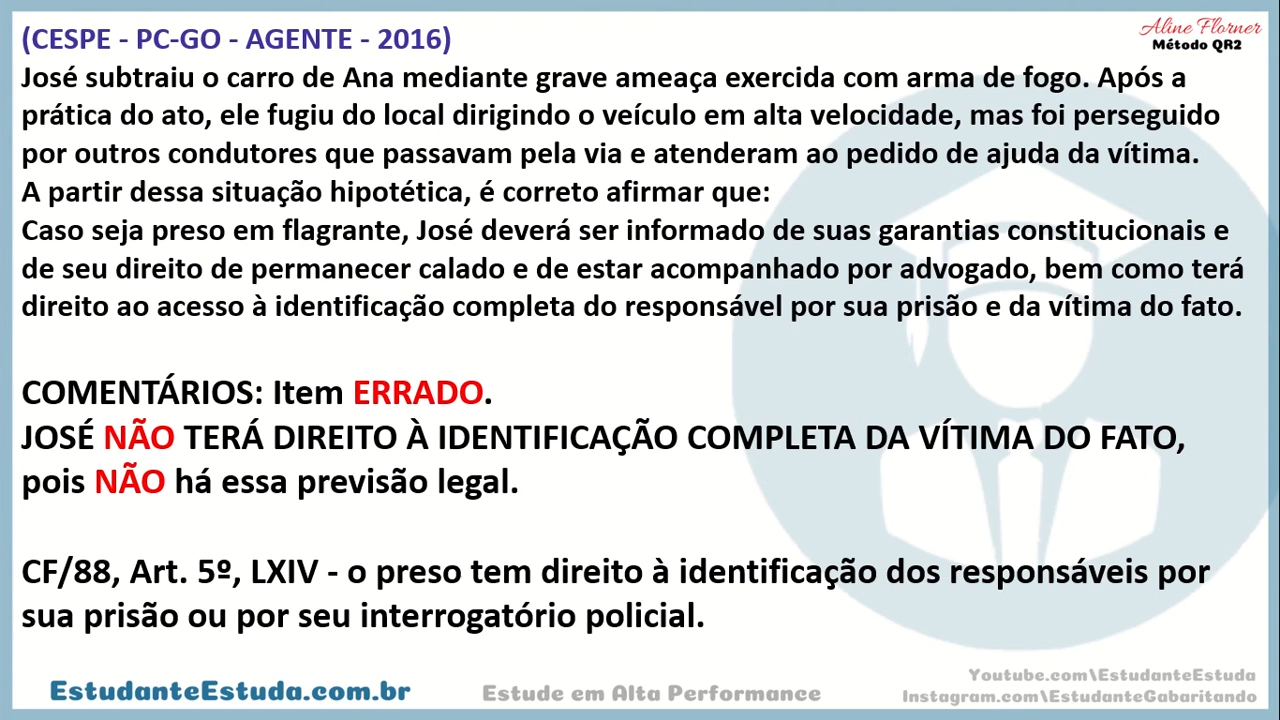 (CESPE - PC-GO - AGENTE - 2016)
Aline Florner
Método QR2
José subtraiu o carro de Ana mediante grave ameaça exercida com arma de fogo. Após a
prática do ato, ele fugiu do local dirigindo o veículo em alta velocidade, mas foi perseguido
por outros condutores que passavam pela via e atenderam ao pedido de ajuda da vítima.
A partir dessa situação hipotética, é correto afirmar que:
Caso seja preso em flagrante, José deverá ser informado de suas garantias constitucionais e
de seu direito de permanecer calado e de estar acompanhado por advogado, bem como terá
direito ao acesso à identificação completa do responsável por sua prisão e da vítima do fato.
COMENTÁRIOS: Item ERRADO.
JOSÉ NÃO TERÁ DIREITO À IDENTIFICAÇÃO COMPLETA DA VÍTIMA DO FATO,
pois NÃO há essa previsão legal.
CF/88, Art. 5º, LXIV - o preso tem direito à identificação dos responsáveis por
sua prisão ou por seu interrogatório policial.
EstudanteEstuda.com.br
Estude em Alta Performance
Youtube.com\EstudanteEstuda
Instagram.com\EstudanteGabaritando